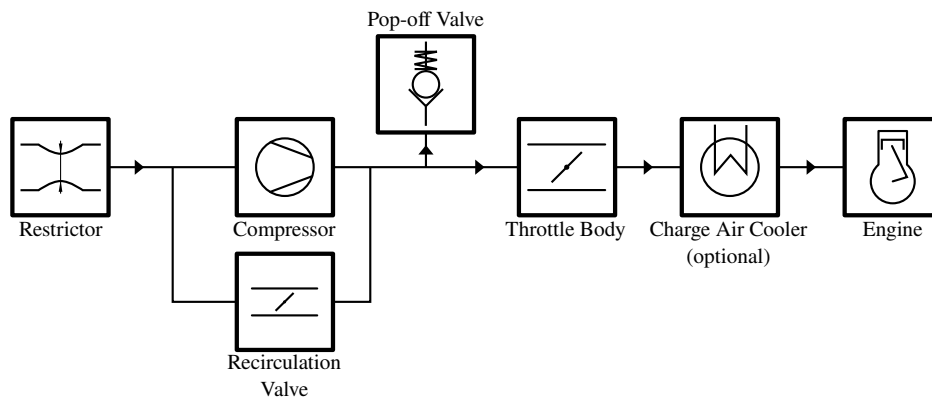 Pop-off Valve
Restrictor
Compressor
Throttle Body
Charge Air Cooler
(optional)
Engine
Recirculation
Valve